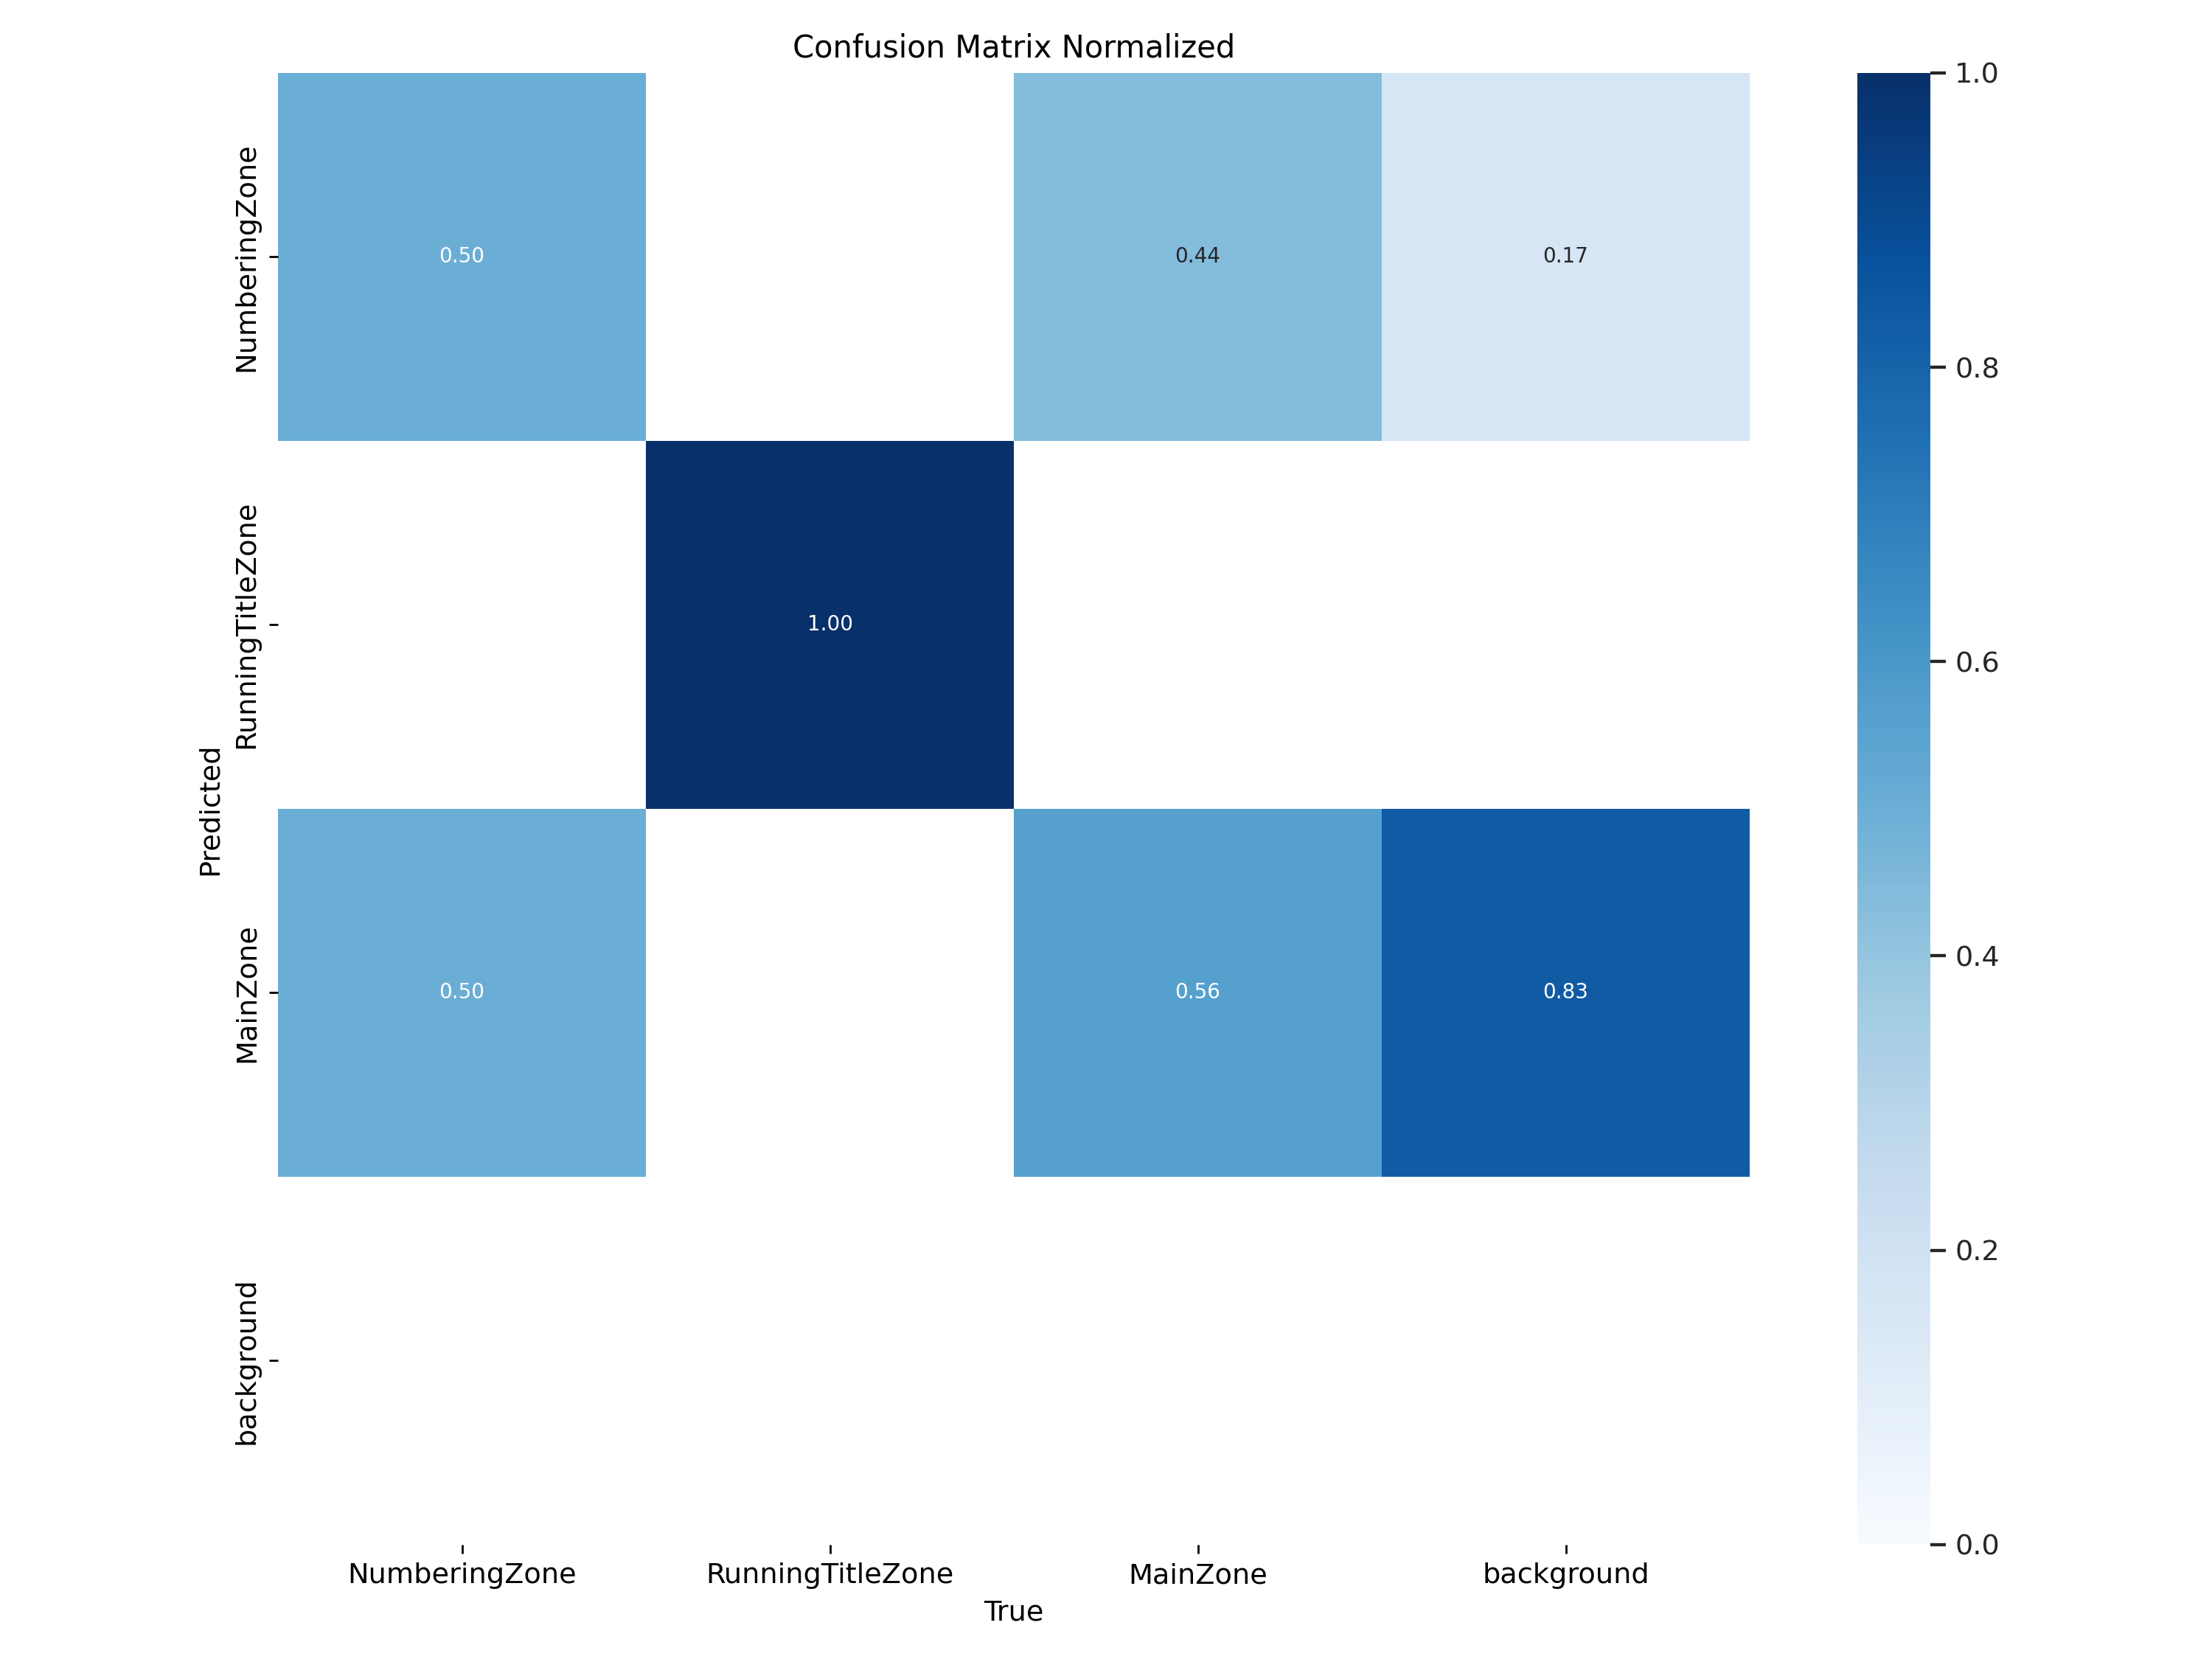 Confusion Matrix Normalized
NumberingZone
RunningTitleZone
MainZone
background
Predicted
0.50 0.44 0.17
1.00
0.50 0.56 0.83
NumberingZone RunningTitleZone MainZone background
True
1.0
0.8
0.6
0.4
0.2
0.0